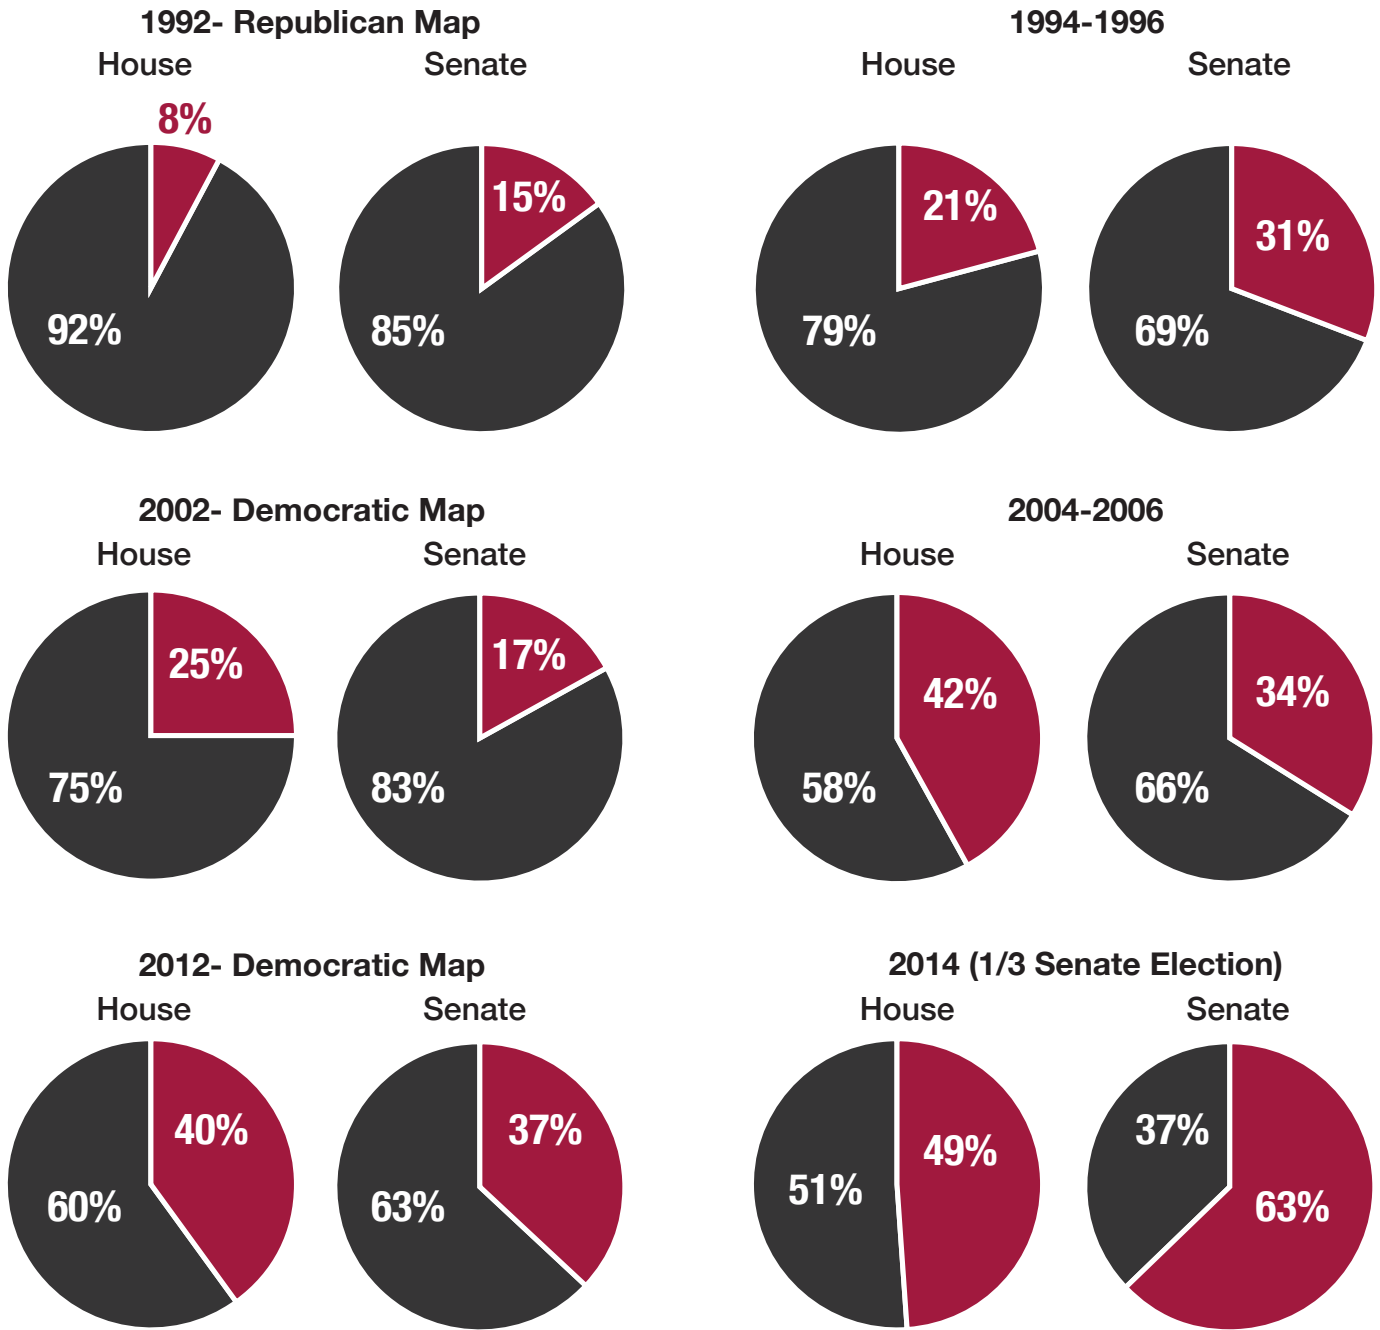 1992- Republican Map
House
Senate
8%
92%
15%
85%
1994-1996
House
Senate
21%
79%
31%
69%
2002- Democratic Map
House
Senate
25%
75%
17%
83%
2004-2006
House
Senate
42%
58%
34%
66%
2012- Democratic Map
House
Senate
40%
60%
37%
63%
2014 (1/3 Senate Election)
House
Senate
49%
51%
37%
63%